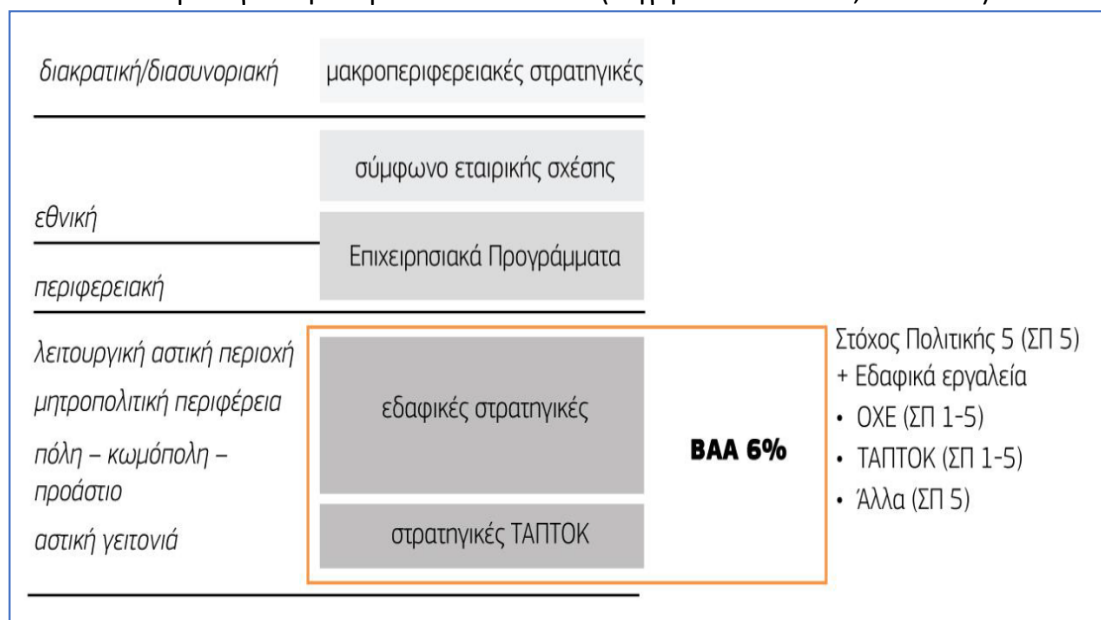 διακρατική/διασυνοριακή
μακροπεριφερειακές στρατηγικές
σύμφωνο εταιρικής σχέσης
εθνική
Επιχειρησιακά Προγράμματα
περιφερειακή
λειτουργική αστική περιοχή
μητροπολιτική περιφέρεια
πόλη – κωμόπολη –
προάστιο
αστική γειτονιά
εδαφικές στρατηγικές
στρατηγικές ΤΑΠΤΟΚ
ΒΑΑ 6%
Στόχος Πολιτικής 5 (ΣΠ 5)
+ Εδαφικά εργαλεία
• ΟΧΕ (ΣΠ 1-5)
• ΤΑΠΤΟΚ (ΣΠ 1-5)
• Άλλα (ΣΠ 5)